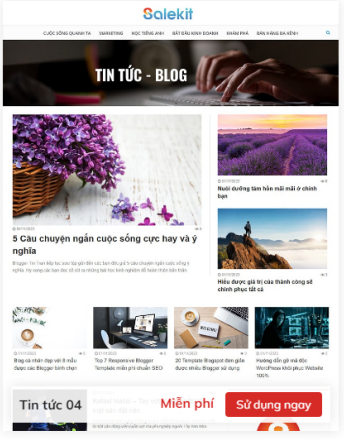 Salekit
CUỘC SỐNG QUANH TA MARKETING HỌC TIẾNG ANH BẮT ĐẦU KINH DOANH KHÁM PHÁ BÁN HÀNG ĐA KÊNH
TIN TỨC - BLOG
5 Câu chuyện ngắn cuộc sống cực hay và ý
nghĩa
Nuôi dưỡng tâm hồn mãi mãi ở chính
bạn
Hiểu được giá trị của thành công sẽ
chinh phục tất cả
Blog cá nhân đẹp với 8 mẫu
được Blogger bình chọn
Top 7 Responsive Blogger
Template miễn phí chuẩn SEO
20 Template Blogspot đơn giản
được nhiều Blogger sử dụng
Hướng dẫn gỡ mã độc
WordPress khôi phục Website
100%
Tin tức 04
Miễn phí
Sử dụng ngay